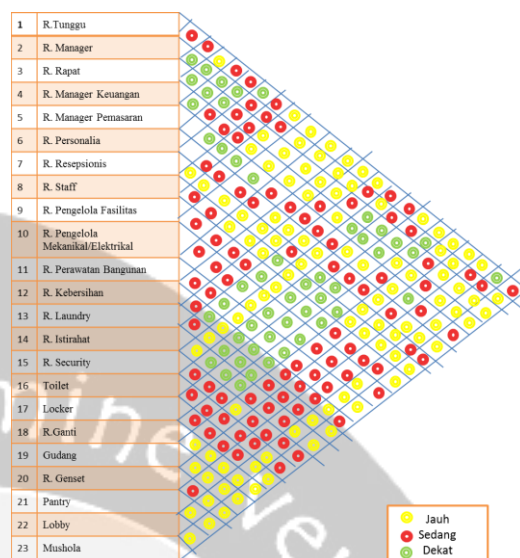 1 R.Tunggu
2 R. Manager
3 R. Rapat
4 R. Manager Keuangan
5 R. Manager Pemasaran
6 R. Personalia
7 R. Resepsionis
8 R. Staff
9 R. Pengelola Fasilitas
10 R. Pengelola
Mekanikal/Elektrikal
11 R. Perawatan Bangunan
12 R. Kebersihan
13 R. Laundry
14 R. Istirahat
15 R. Security
16 Toilet
17 Locker
18 R.Ganti
19 Gudang
20 R. Genset
21 Pantry
22 Lobby
23 Mushola
Jauh
Sedang
Dekat